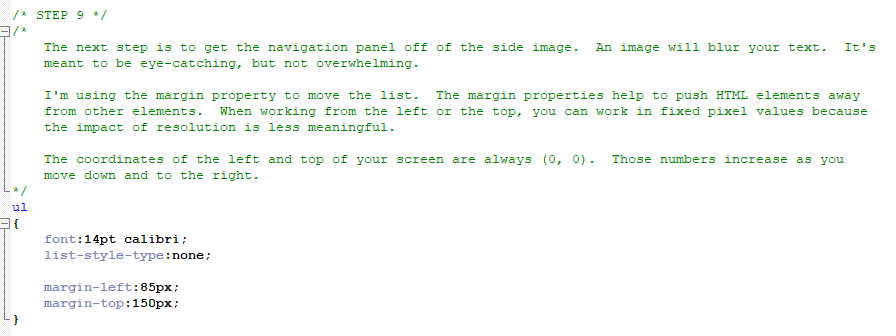 /* STEP 9 */
/*
The next step is to get the navigation panel off of the side image.  An image will blur your text.  It's
meant to be eye-catching, but not overwhelming.
I'm using the margin property to move the list.  The margin properties help to push HTML elements away
from other elements.  When working from the left or the top, you can work in fixed pixel values because
the impact of resolution is less meaningful.
The coordinates of the left and top of your screen are always (0, 0).  Those numbers increase as you
move down and to the right.
*/
ul
{
font:14pt calibri;
list-style-type:none;
margin-left:85px;
margin-top:150px;
}